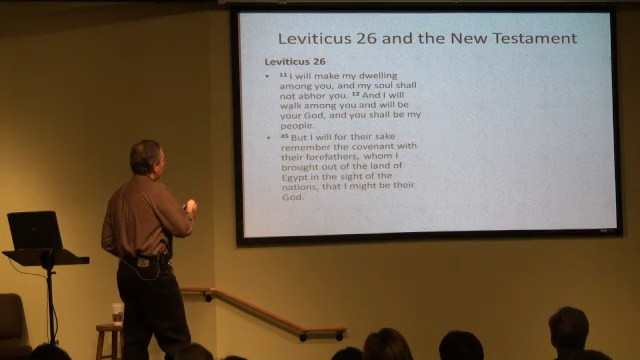 Leviticus 26 and the New Testament
Leviticus 26
• 11 I will make my dwelling
among you, and my soul shall
not abhor you. 12 And I will
walk among you and will be
your God, and you shall be my
people.
• 45 But I will for their sake
remember the covenant with
their forefathers, whom I
brought out of the land of
Egypt in the sight of the
nations, that I might be their
God.